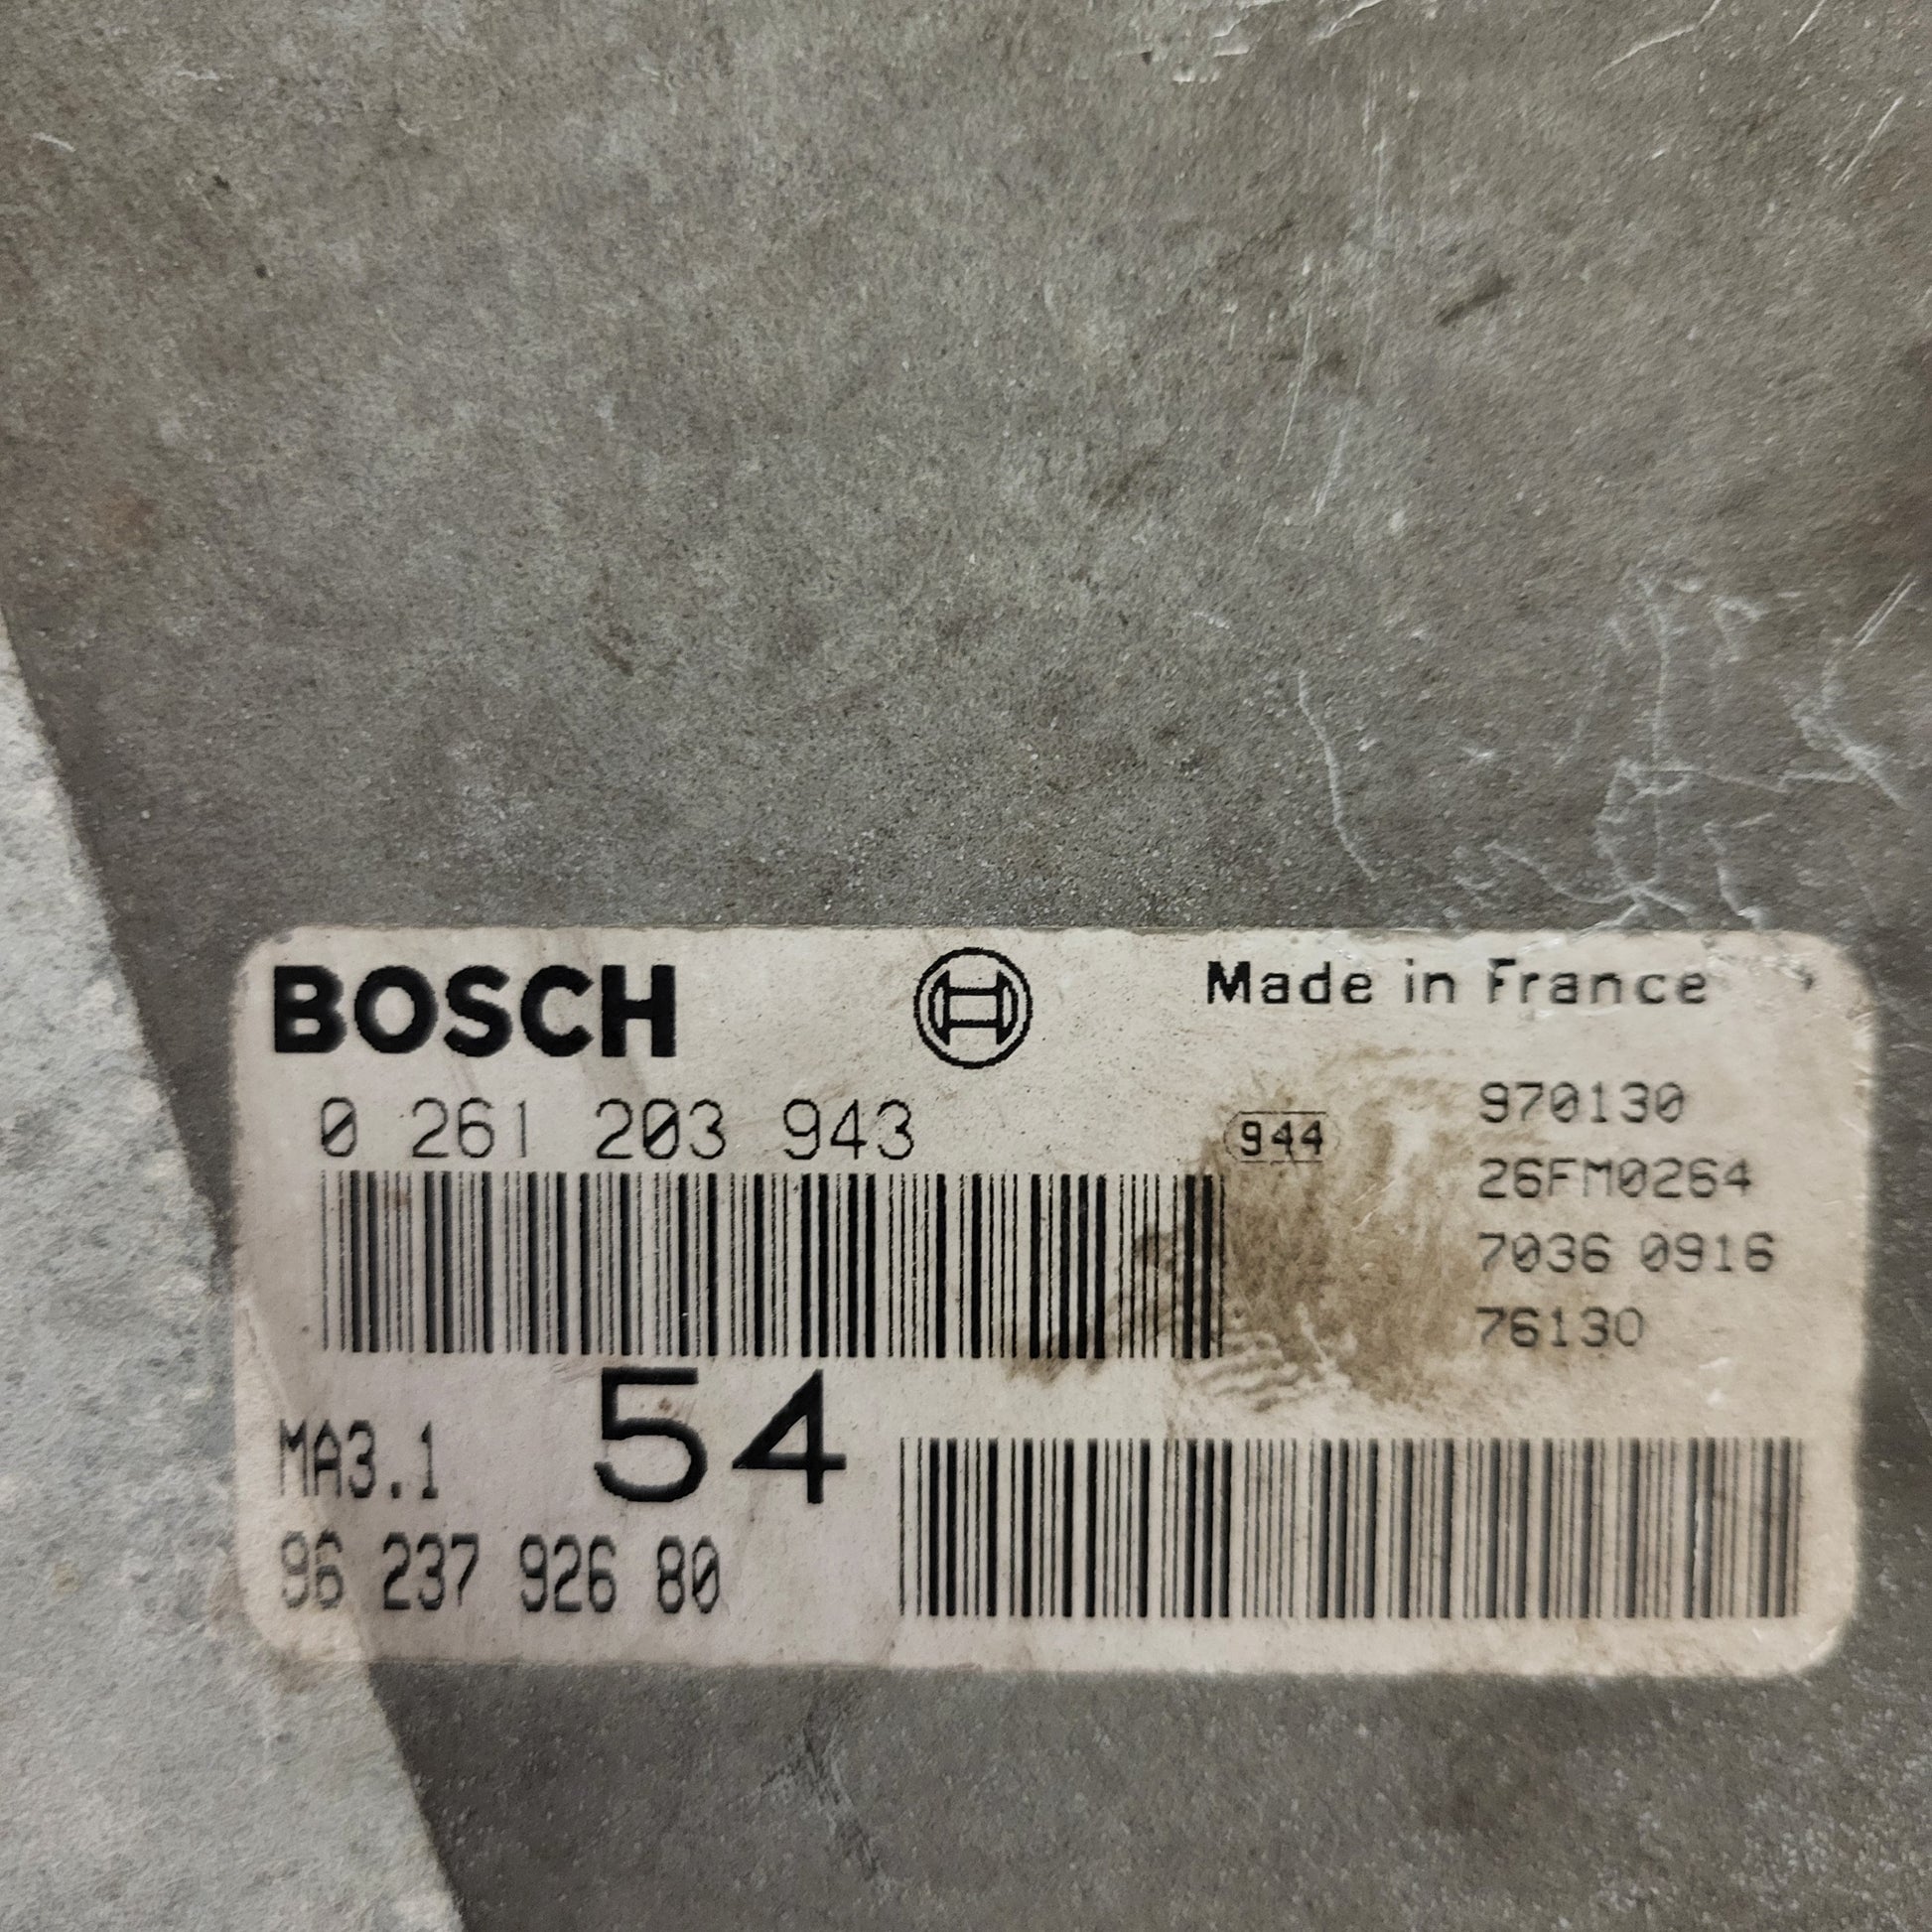 BOSCH
Made in France
0 261 203 943
944
970130
26FM0264
7036 0916
76130
MA3.1
54
96 237 926 80